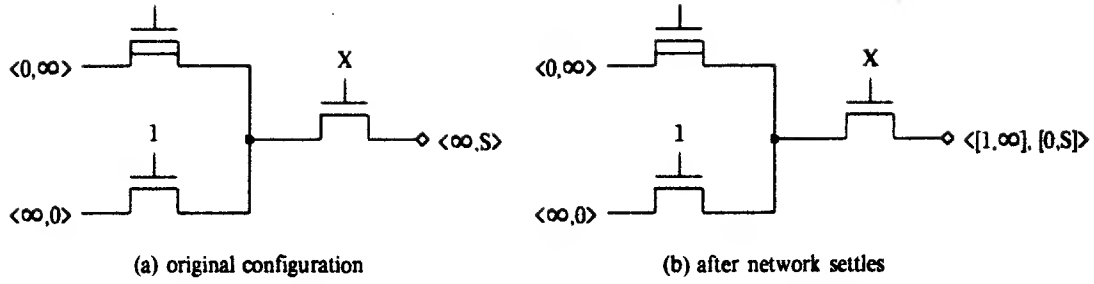 X
<0,∞>
1
<∞,S>
<∞,0>
(a) original configuration
X
<0,∞>
1
<[1,∞], [0,S]>
<∞,0>
(b) after network settles